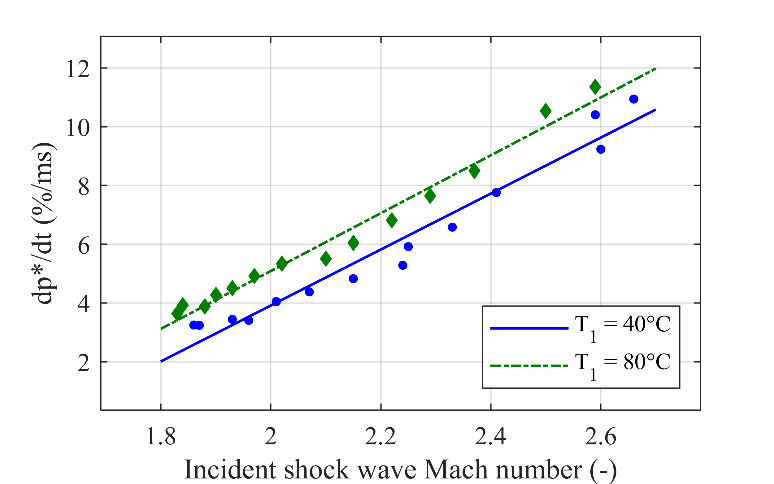 dp*/dt (%/ms)
12
10
8
6
4
2
1.8 2 2.2 2.4 2.6
Incident shock wave Mach number (-)
T1 = 40°C
T1 = 80°C